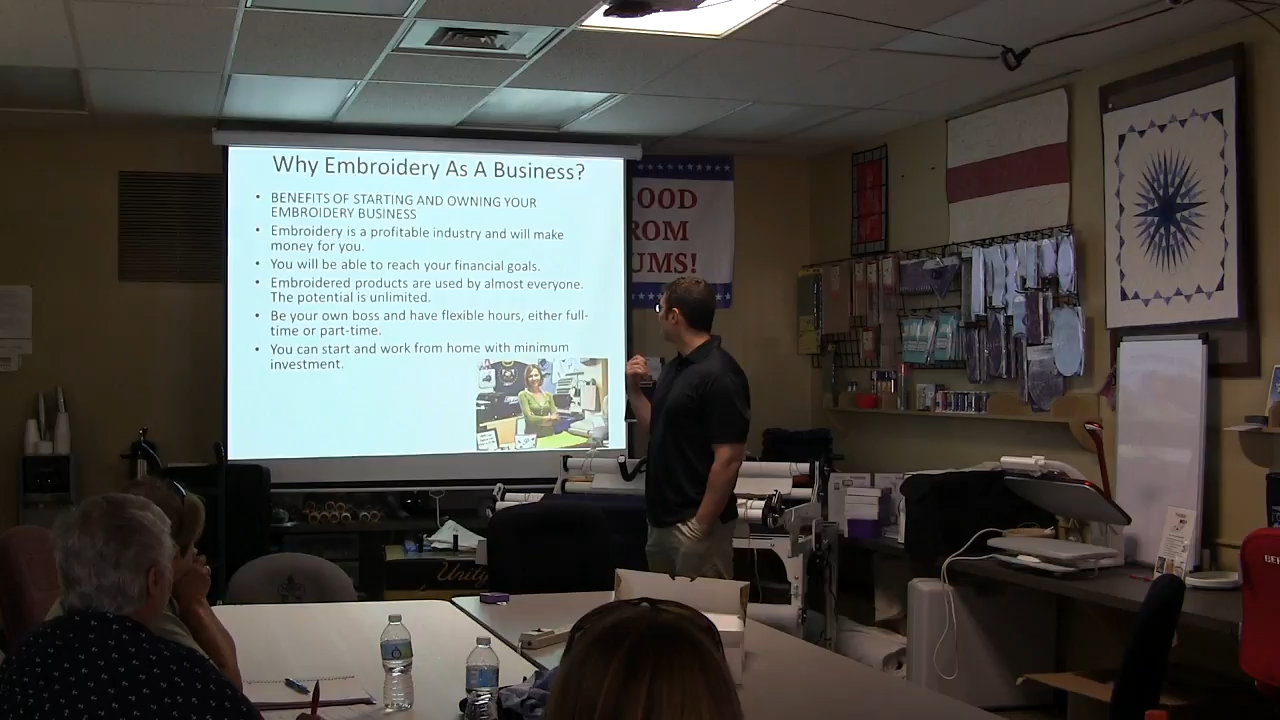 Why Embroidery As A Business?
• BENEFITS OF STARTING AND OWNING YOUR
EMBROIDERY BUSINESS
• Embroidery is a profitable industry and will make
money for you.
• You will be able to reach your financial goals.
• Embroidered products are used by almost everyone.
The potential is unlimited.
• Be your own boss and have flexible hours, either full-
time or part-time.
• You can start and work from home with minimum
investment.
OOD
ROM
UMS!
Unity